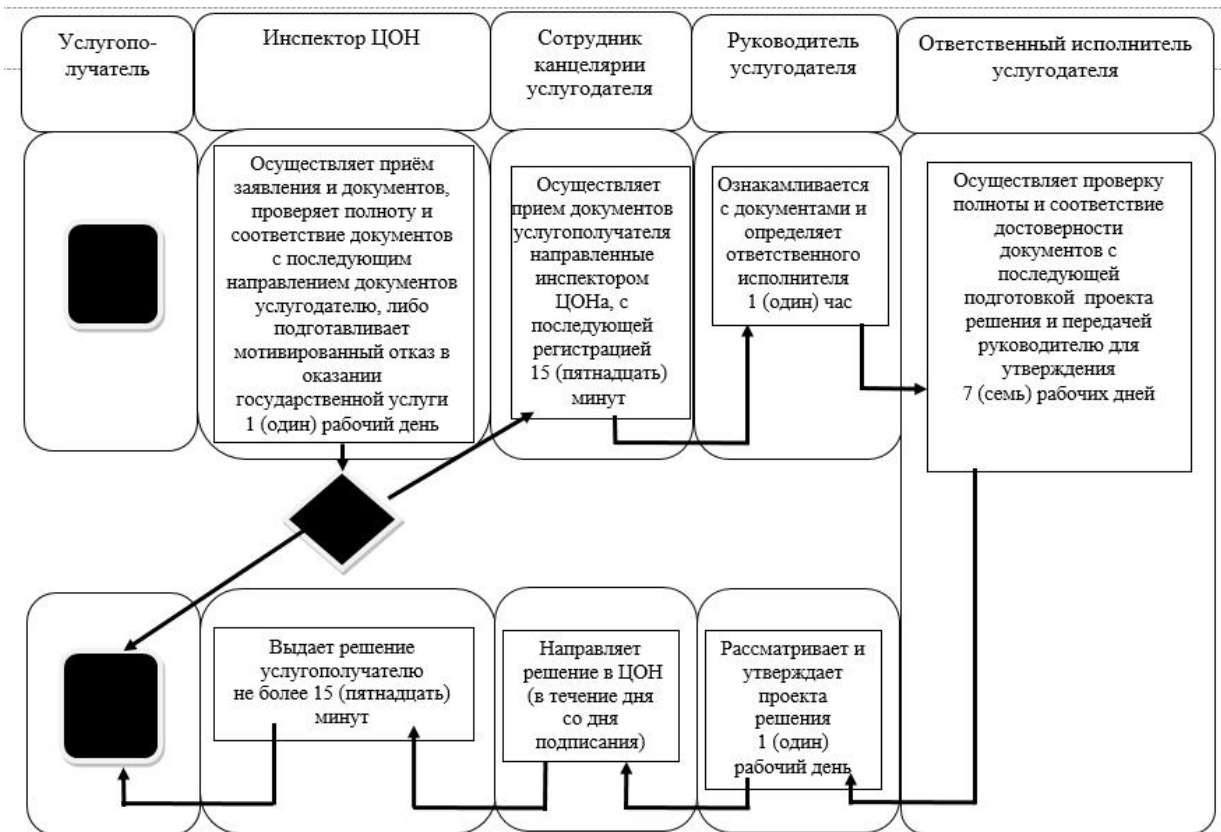 Услугопо-
лучатель
Инспектор ЦОН
Сотрудник
канцелярии
услугодателя
Руководитель
услугодателя
Ответственный исполнитель
услугодателя
Осуществляет приём
заявления и документов,
проверяет полноту и
соответствие документов
с последующим
направлением документов
услугодателю, либо
подготавливает
мотивированный отказ в
оказании
государственной услуги
1 (один) рабочий день
Осуществляет
прием документов
услугополучателя
направленные
инспектором
ЦОНа, с
последующей
регистрацией
15 (пятнадцать)
минут
Ознакамливается
с документами и
определяет
ответственного
исполнителя
1 (один) час
Осуществляет проверку
полноты и соответствие
достоверности
документов с
последующей
подготовкой проекта
решения и передачей
руководителю для
утверждения
7 (семь) рабочих дней
Выдает решение
услугополучателю
не более 15 (пятнадцать)
минут
Направляет
решение в ЦОН
(в течение дня
со дня
подписания)
Рассматривает и
утверждает
проекта
решения
1 (один)
рабочий день